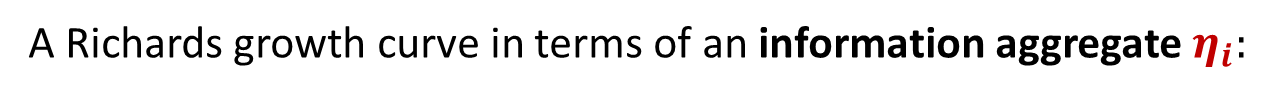 A Richards growth curve in terms of an information aggregate ηᵢ: